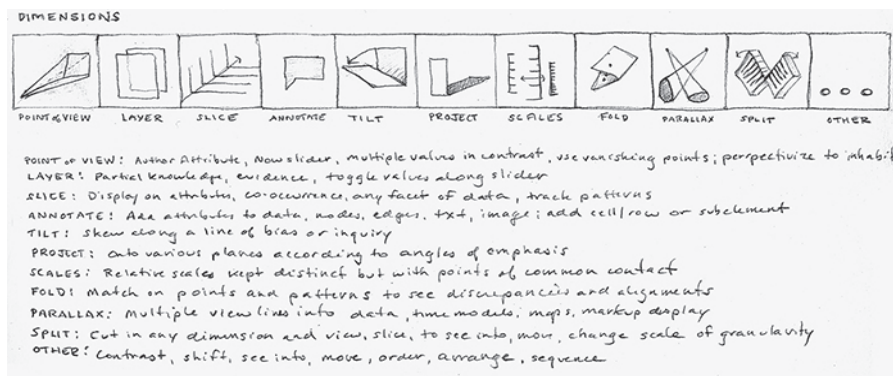 DIMENSIONS
POINT of VIEW LAYER SLICE ANNOTATE TILT PROJECT SCALES FOLD PARALLAX SPLIT OTHER
POINT of VIEW: Author Attribute, Now slider, multiple values in contrast, use vanishing points; perspectivize to inhabit
LAYER: Partial knowledge, evidence, toggle values along slider
SLICE: Display on attributes, co-occurrence, any facet of data, track patterns
ANNOTATE: Add attributes to data, nodes, edges, txt, image; add cell/row or subelement
TILT: Skew along a line of bias or inquiry
PROJECT: Onto various planes according to angles of emphasis
SCALES: Relative scales kept distinct but with points of common contact
FOLD: Match on points and patterns to see discrepancies and alignments
PARALLAX: Multiple view lines into data, time models, maps, markup display
SPLIT: Cut in any dimension and view, slice, to see into, move, change scale of granularity
OTHER: Contrast, shift, see into, move, order, arrange, sequence